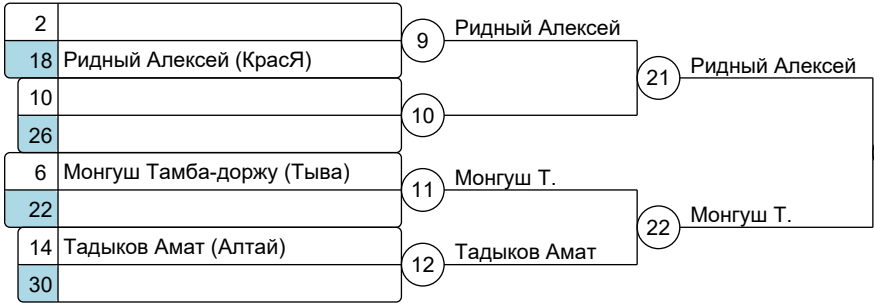 2
9
Ридный Алексей
18 Ридный Алексей (КрасЯ)
21
Ридный Алексей
10
10
26
6 Монгуш Тамба-доржу (Тыва)
11
Монгуш Т.
22
22
Монгуш Т.
14 Тадыков Амат (Алтай)
12
Тадыков Амат
30